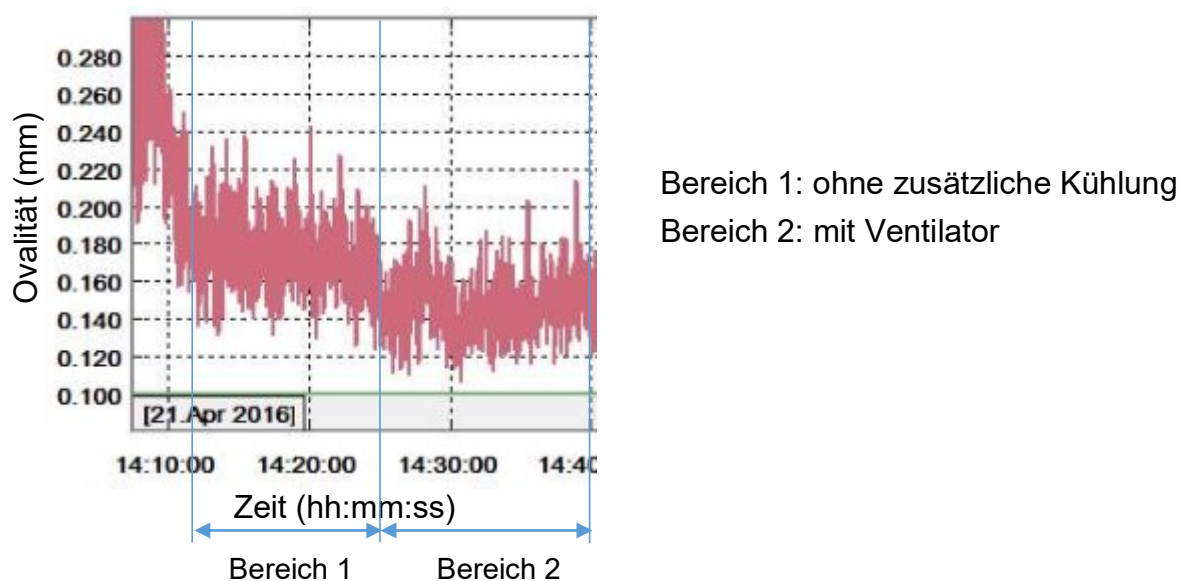 Ovalität (mm)
0.280
0.260
0.240
0.220
0.200
0.180
0.160
0.140
0.120
0.100
[21.Apr 2016]
14:10:00 14:20:00 14:30:00 14:40
Zeit (hh:mm:ss)
Bereich 1 Bereich 2
Bereich 1: ohne zusätzliche Kühlung
Bereich 2: mit Ventilator